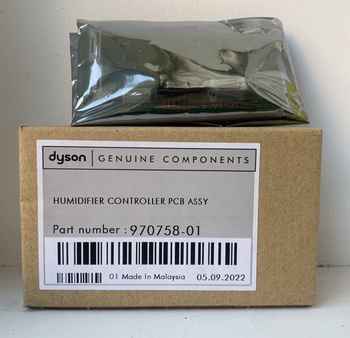 dyson | GENUINE COMPONENTS
HUMIDIFIER CONTROLLER PCB ASSY
Part number : 970758-01
01 Made In Malaysia 05.09.2022